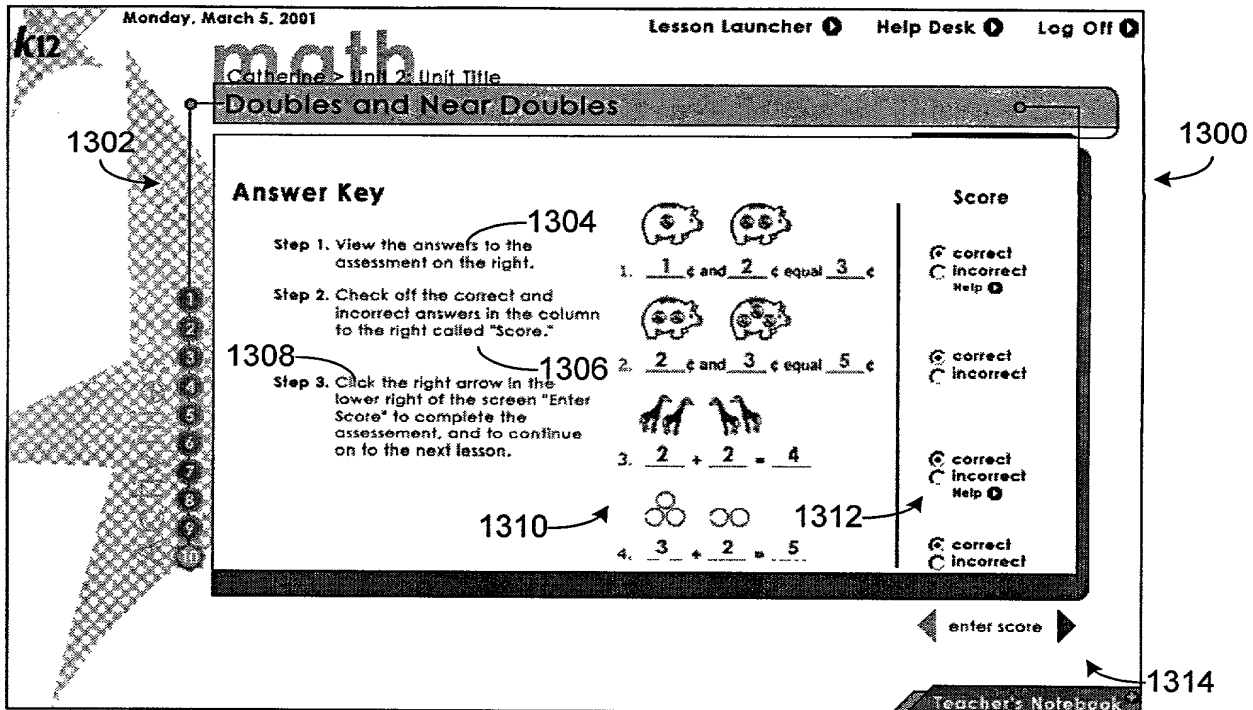 Monday, March 5, 2001
Lesson Launcher Help Desk Log Off
k12
math
Catherine > Unit 2: Unit Title
Doubles and Near Doubles
1302
1300
Answer Key
Score
1304
Step 1. View the answers to the
assessment on the right.
1. 1 ¢ and 2 ¢ equal 3 ¢
correct
incorrect
Help
Step 2. Check off the correct and
incorrect answers in the column
to the right called "Score."
1306
2. 2 ¢ and 3 ¢ equal 5 ¢
correct
incorrect
1308
Step 3. Click the right arrow in the
lower right of the screen "Enter
Score" to complete the
assessement, and to continue
on to the next lesson.
3. 2 + 2 = 4
correct
incorrect
Help
1310
1312
4. 3 + 2 = 5
correct
incorrect
1
2
3
4
5
6
7
8
9
10
enter score
1314
Teacher's Notebook